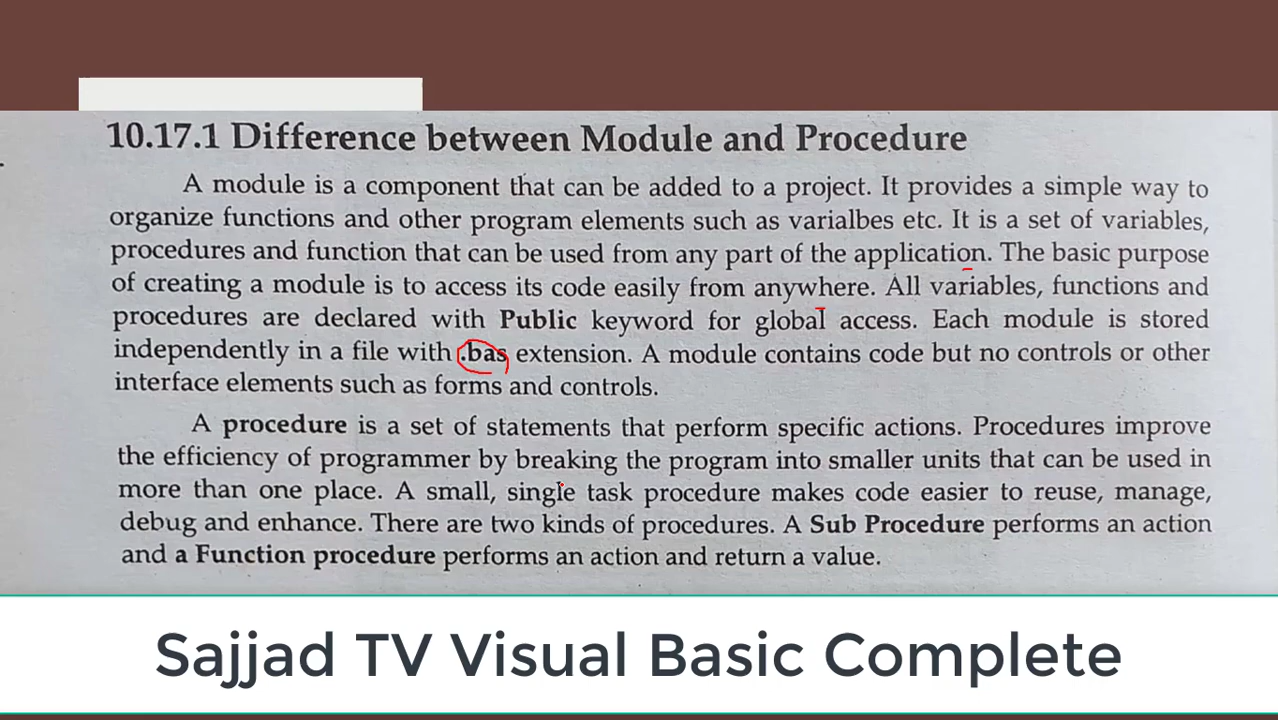 10.17.1 Difference between Module and Procedure
A module is a component that can be added to a project. It provides a simple way to
organize functions and other program elements such as varialbes etc. It is a set of variables,
procedures and function that can be used from any part of the application. The basic purpose
of creating a module is to access its code easily from anywhere. All variables, functions and
procedures are declared with Public keyword for global access. Each module is stored
independently in a file with .bas extension. A module contains code but no controls or other
interface elements such as forms and controls.
A procedure is a set of statements that perform specific actions. Procedures improve
the efficiency of programmer by breaking the program into smaller units that can be used in
more than one place. A small, single task procedure makes code easier to reuse, manage,
debug and enhance. There are two kinds of procedures. A Sub Procedure performs an action
and a Function procedure performs an action and return a value.
Sajjad TV Visual Basic Complete